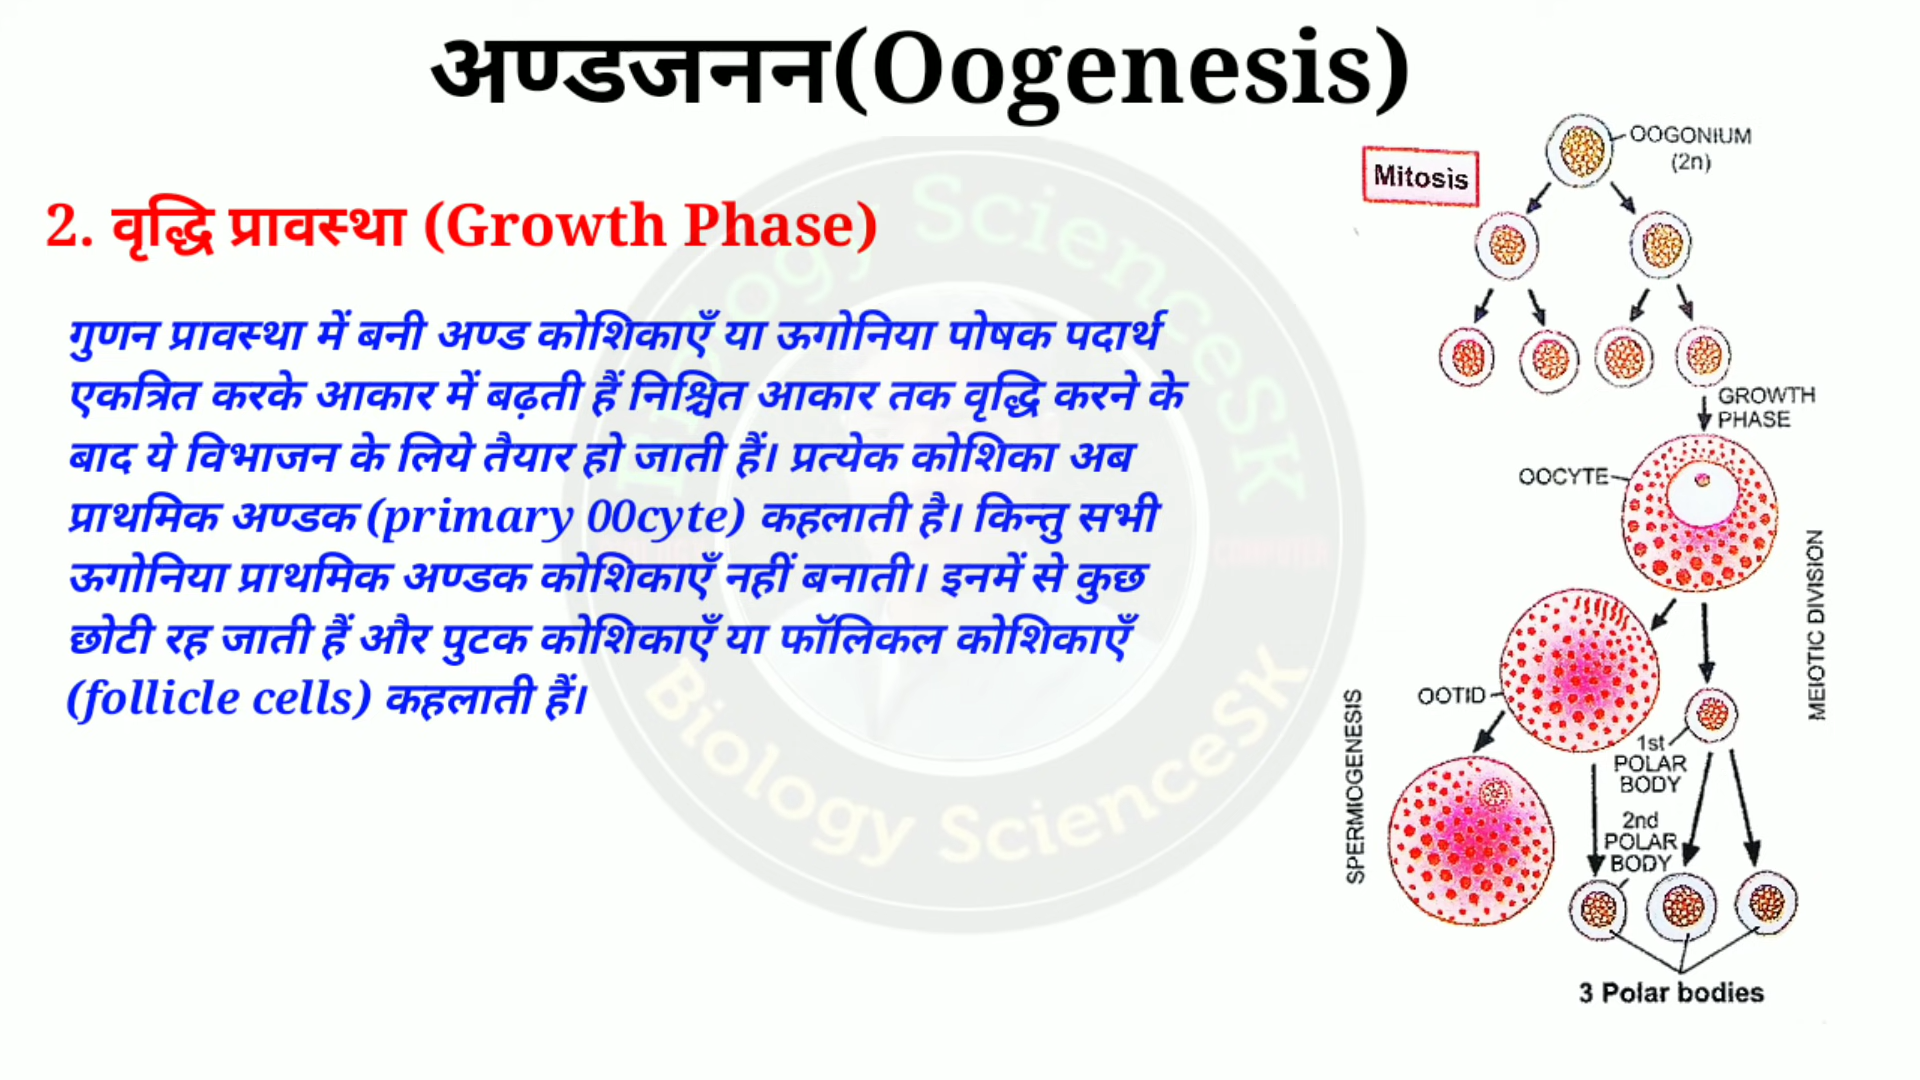 अण्डजनन(Oogenesis)
2. वृद्धि प्रावस्था (Growth Phase)
गुणन प्रावस्था में बनी अण्ड कोशिकाएँ या ऊगोनिया पोषक पदार्थ
एकत्रित करके आकार में बढ़ती हैं निश्चित आकार तक वृद्धि करने के
बाद ये विभाजन के लिये तैयार हो जाती हैं। प्रत्येक कोशिका अब
प्राथमिक अण्डक (primary 00cyte) कहलाती है। किन्तु सभी
ऊगोनिया प्राथमिक अण्डक कोशिकाएँ नहीं बनाती। इनमें से कुछ
छोटी रह जाती हैं और पुटक कोशिकाएँ या फॉलिकल कोशिकाएँ
(follicle cells) कहलाती हैं।
Mitosis
OOGONIUM
(2n)
GROWTH
PHASE
OOCYTE
MEIOTIC DIVISION
OOTID
1st
POLAR
BODY
SPERMIOGENESIS
2nd
POLAR
BODY
3 Polar bodies
Biology ScienceSK
Biology ScienceSK